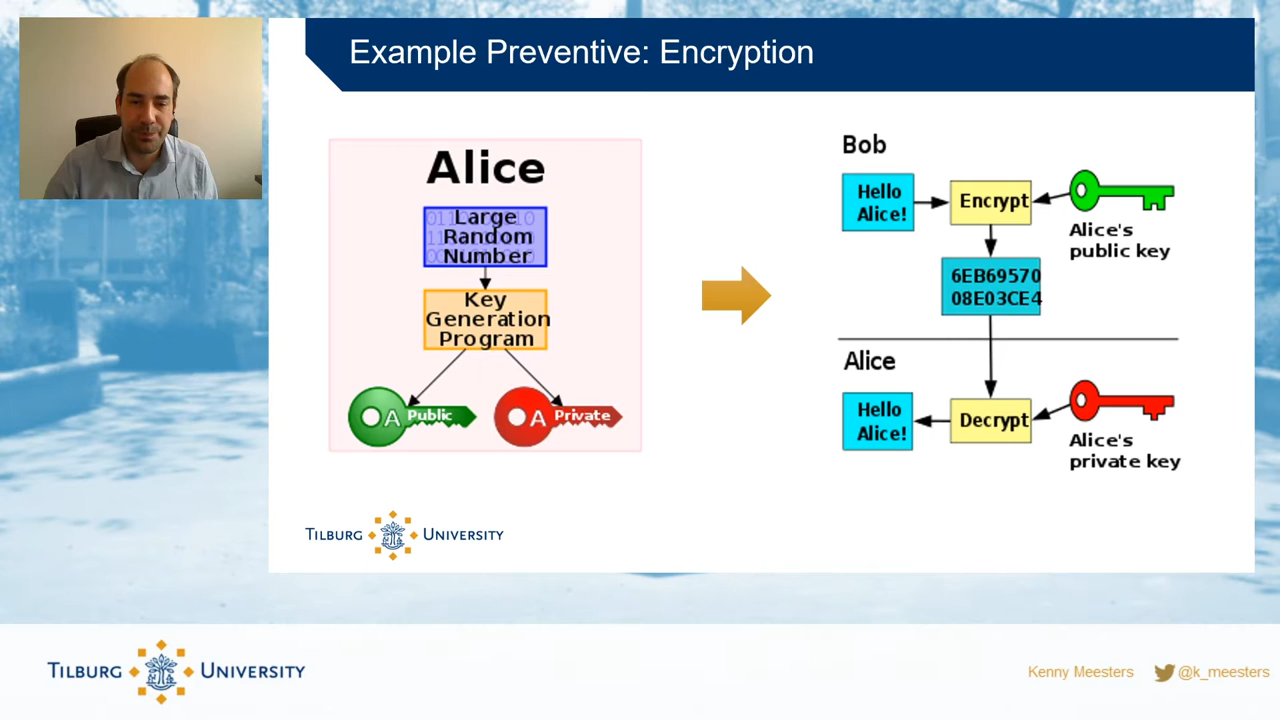 Example Preventive: Encryption
Alice
Large
Random
Number
Key
Generation
Program
A Public
A Private
Bob
Hello
Alice!
Encrypt
Alice's
public key
6EB69570
08E03CE4
Alice
Hello
Alice!
Decrypt
Alice's
private key
TILBURG UNIVERSITY
TILBURG UNIVERSITY
Kenny Meesters
@k_meesters